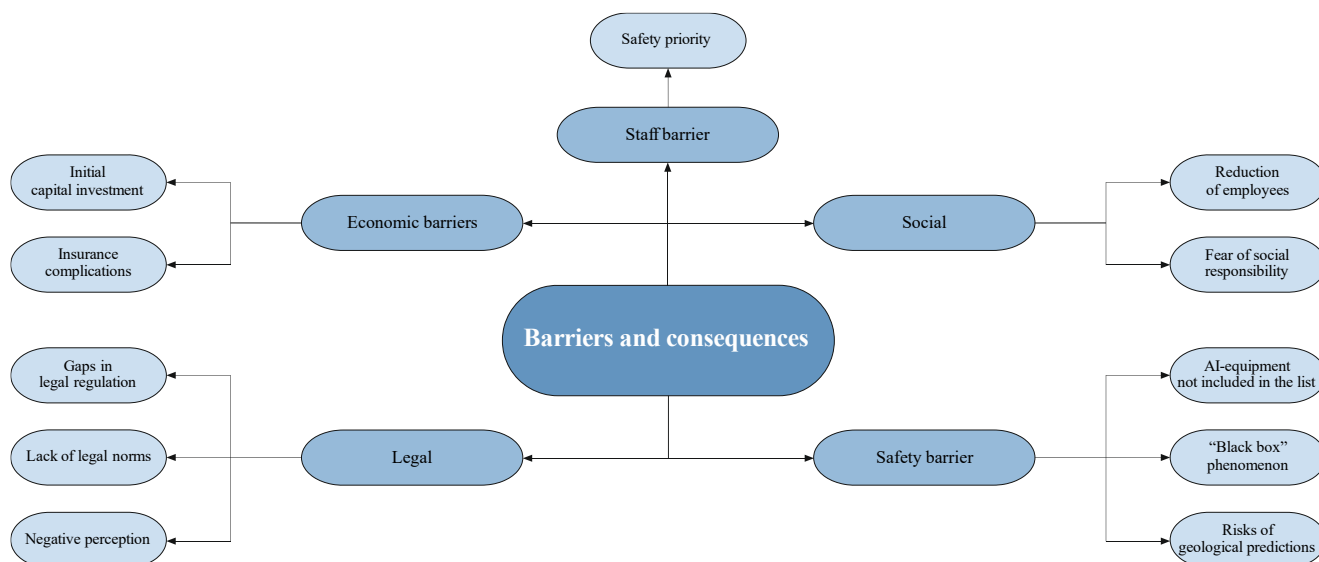 Safety priority
Staff barrier
Initial
capital investment
Economic barriers
Insurance
complications
Social
Reduction
of employees
Fear of social
responsibility
Barriers and consequences
Gaps in
legal regulation
Lack of legal norms
Negative perception
Legal
Safety barrier
AI-equipment
not included in the list
“Black box”
phenomenon
Risks of
geological predictions